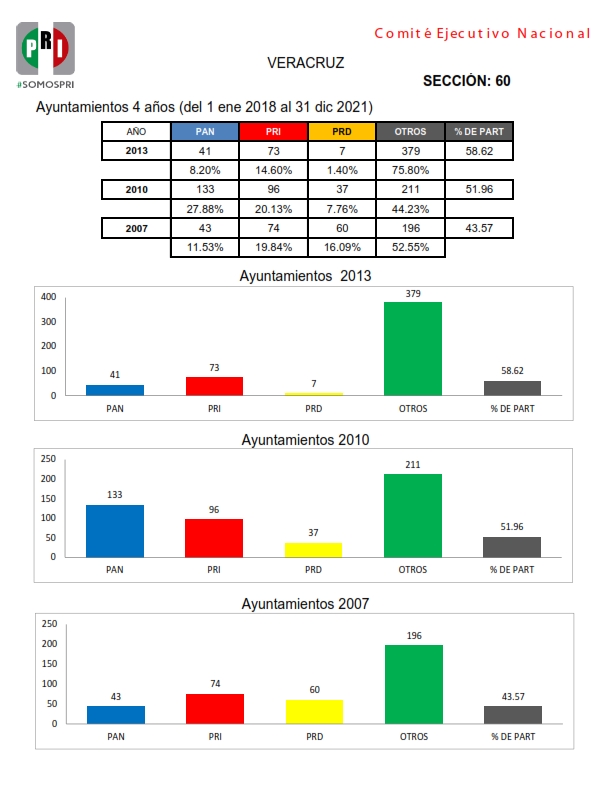 PRI
#SOMOSPRI
Comité Ejecutivo Nacional
VERACRUZ
SECCIÓN: 60
Ayuntamientos 4 años (del 1 ene 2018 al 31 dic 2021)
AÑO PAN PRI PRD OTROS % DE PART
2013 41 73 7 379 58.62
8.20% 14.60% 1.40% 75.80%
2010 133 96 37 211 51.96
27.88% 20.13% 7.76% 44.23%
2007 43 74 60 196 43.57
11.53% 19.84% 16.09% 52.55%
Ayuntamientos 2013
400
300
200
100
0
41 73 7 379 58.62
PAN PRI PRD OTROS % DE PART
Ayuntamientos 2010
250
200
150
100
50
0
133 96 37 211 51.96
PAN PRI PRD OTROS % DE PART
Ayuntamientos 2007
250
200
150
100
50
0
43 74 60 196 43.57
PAN PRI PRD OTROS % DE PART